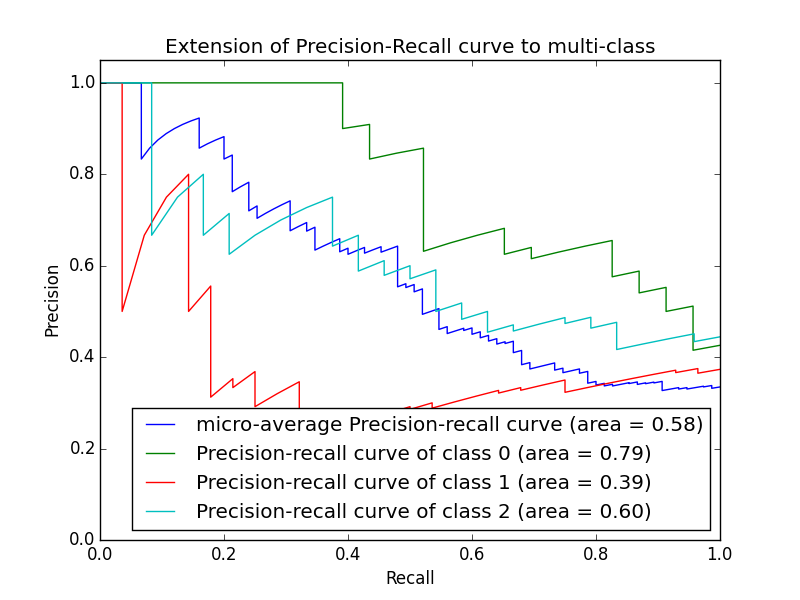 Extension of Precision-Recall curve to multi-class
1.0
0.8
0.6
0.4
0.2
0.0
Precision
micro-average Precision-recall curve (area = 0.58)
Precision-recall curve of class 0 (area = 0.79)
Precision-recall curve of class 1 (area = 0.39)
Precision-recall curve of class 2 (area = 0.60)
0.0 0.2 0.4 0.6 0.8 1.0
Recall